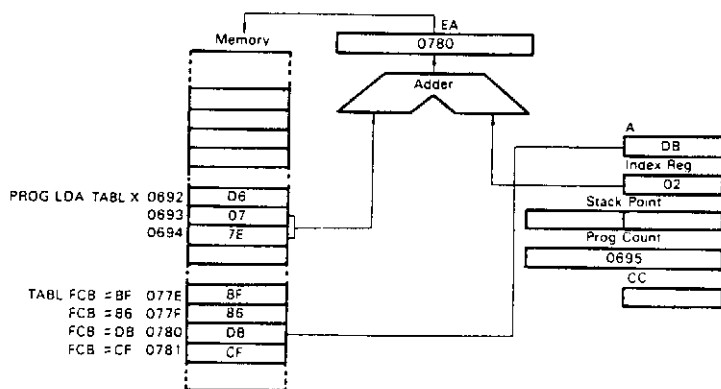 EA
Memory
0780
Adder
A
DB
Index Reg
02
Stack Point
Prog Count
0695
CC
PROG LDA TABL X 0692 D6
0693 07
0694 7E
TABL FCB =BF 077E BF
FCB =86 077F 86
FCB =DB 0780 DB
FCB =CF 0781 CF